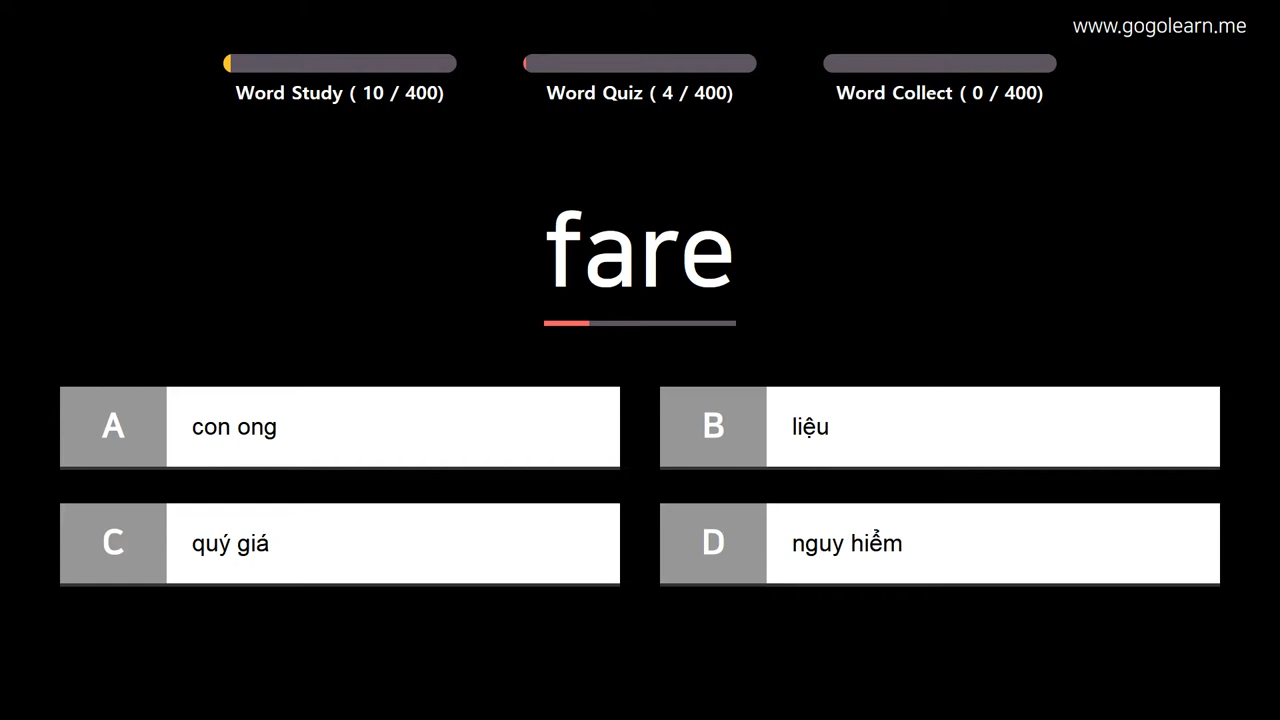 www.gogolearn.me
Word Study ( 10 / 400)
Word Quiz ( 4 / 400)
Word Collect ( 0 / 400)
fare
A con ong
B liệu
C quý giá
D nguy hiểm